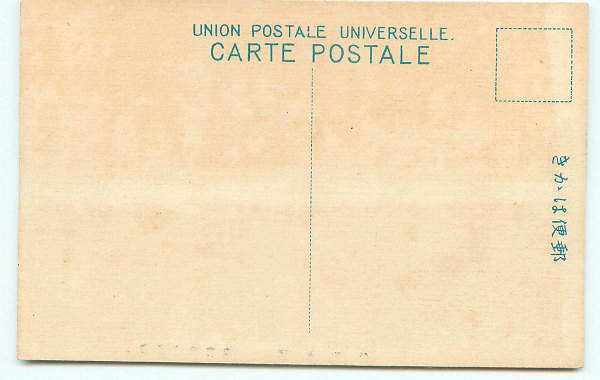 UNION POSTALE UNIVERSELLE.
CARTE POSTALE
郵便はがき